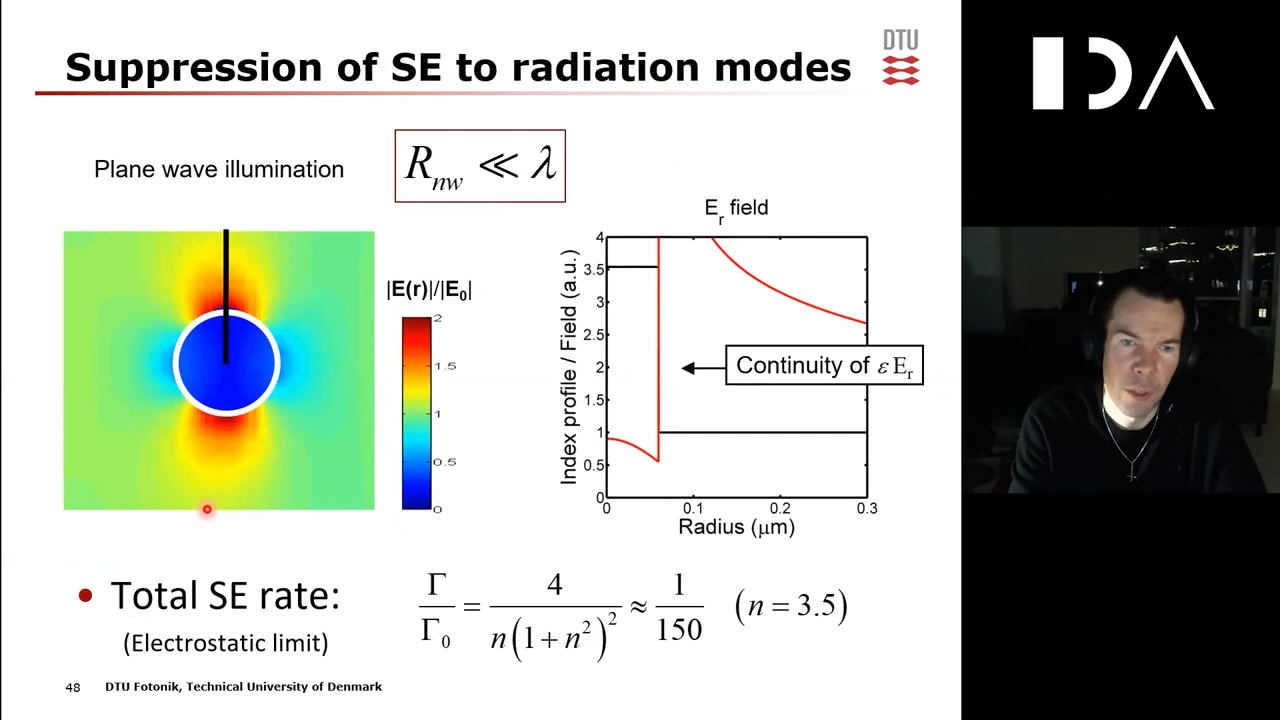 Suppression of SE to radiation modes
DTU
IDA
Plane wave illumination
R_nw ≪ λ
E_r field
|E(r)|/|E_0|
2
1.5
1
0.5
0
Index profile / Field (a.u.)
4
3.5
3
2.5
2
1.5
1
0.5
0
0
0.1
0.2
0.3
Radius (μm)
Continuity of ε E_r
• Total SE rate:
(Electrostatic limit)
Γ/Γ_0 = 4/(n(1+n^2)^2) ≈ 1/150 (n = 3.5)
48 DTU Fotonik, Technical University of Denmark